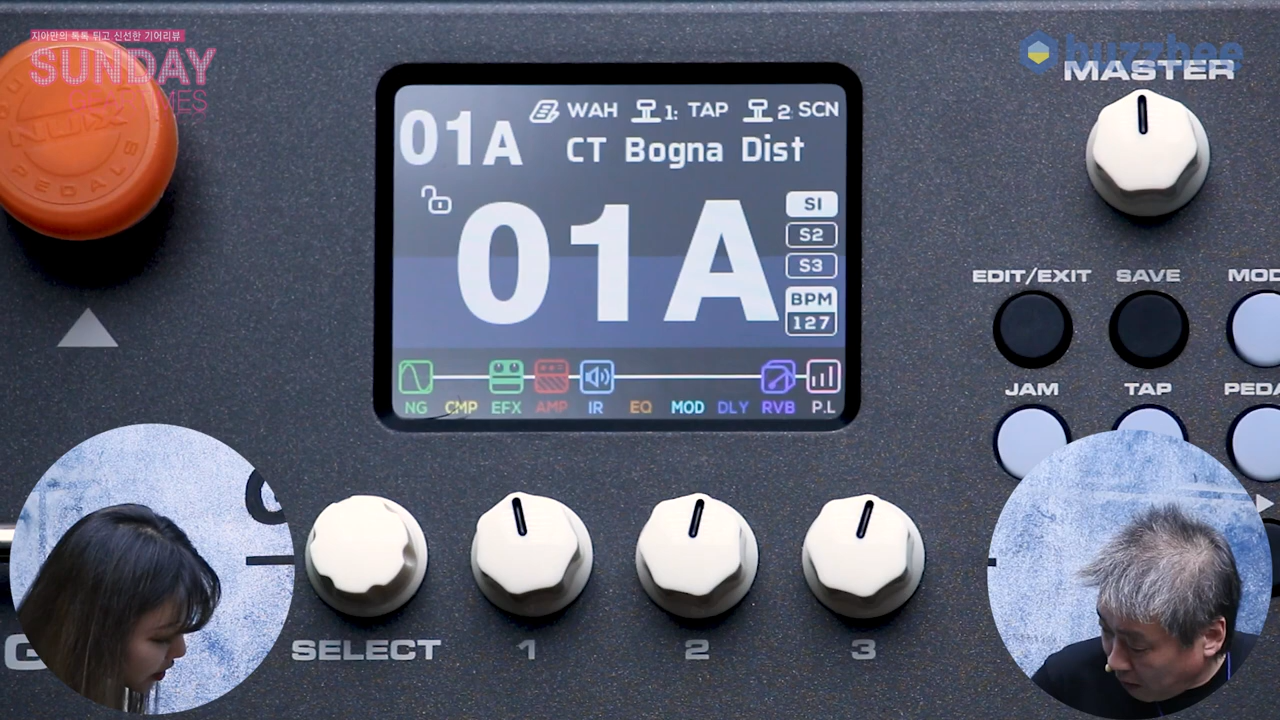 지아만의 톡톡 튀고 신선한 기어리뷰
SUNDAY
NUX
PEDALS
buzzbee
MASTER
01A
WAH
1: TAP
2: SCN
CT Bogna Dist
01A
S1
S2
S3
BPM
127
NG CMP EFX AMP IR EQ MOD DLY RVB P.L
EDIT/EXIT
SAVE
JAM
TAP
SELECT
1
2
3